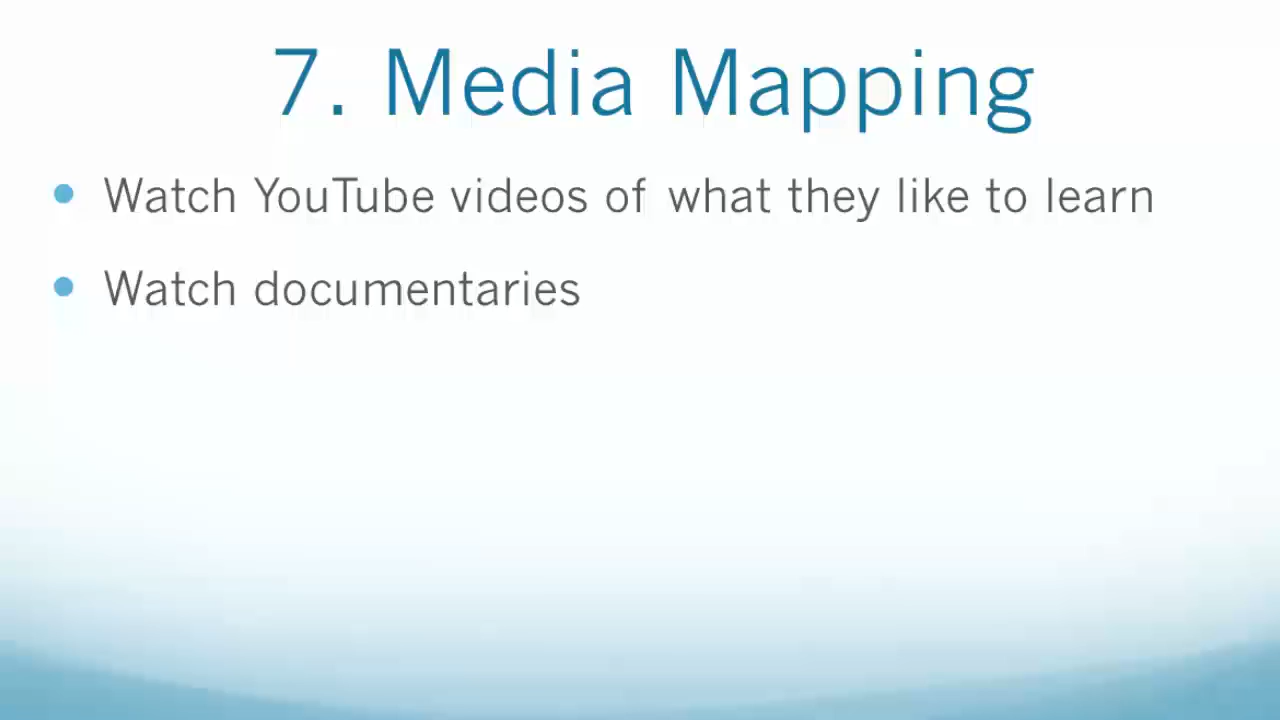 7. Media Mapping
Watch YouTube videos of what they like to learn
Watch documentaries